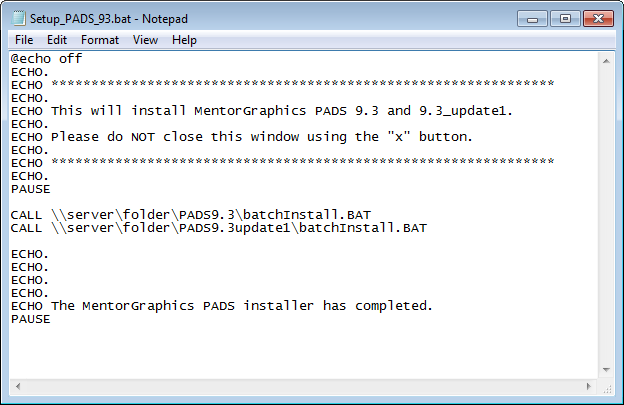 Setup_PADS_93.bat - Notepad
File Edit Format View Help
@echo off
ECHO.
ECHO ***************************************************************
ECHO.
ECHO This will install MentorGraphics PADS 9.3 and 9.3_update1.
ECHO.
ECHO Please do NOT close this window using the "x" button.
ECHO.
ECHO ***************************************************************
ECHO.
PAUSE
CALL \\server\folder\PADS9.3\batchInstall.BAT
CALL \\server\folder\PADS9.3update1\batchInstall.BAT
ECHO.
ECHO.
ECHO.
ECHO.
ECHO The MentorGraphics PADS installer has completed.
PAUSE